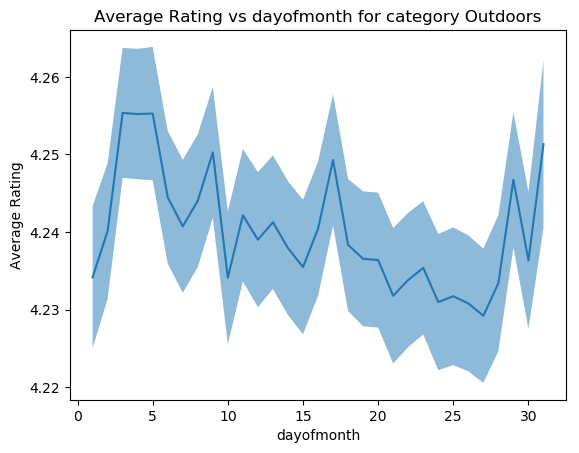 Average Rating vs dayofmonth for category Outdoors
Average Rating
4.26
4.25
4.24
4.23
4.22
0 5 10 15 20 25 30
dayofmonth